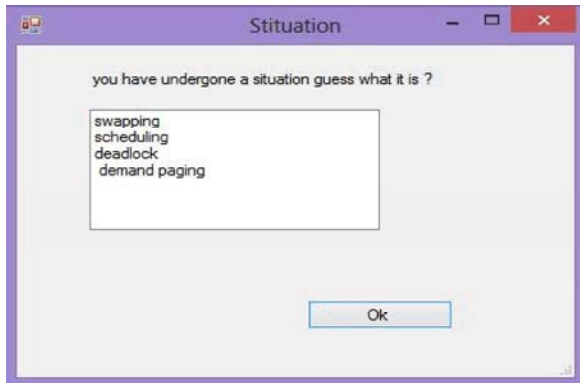 Stituation
you have undergone a situation guess what it is ?
swapping
scheduling
deadlock
demand paging
Ok